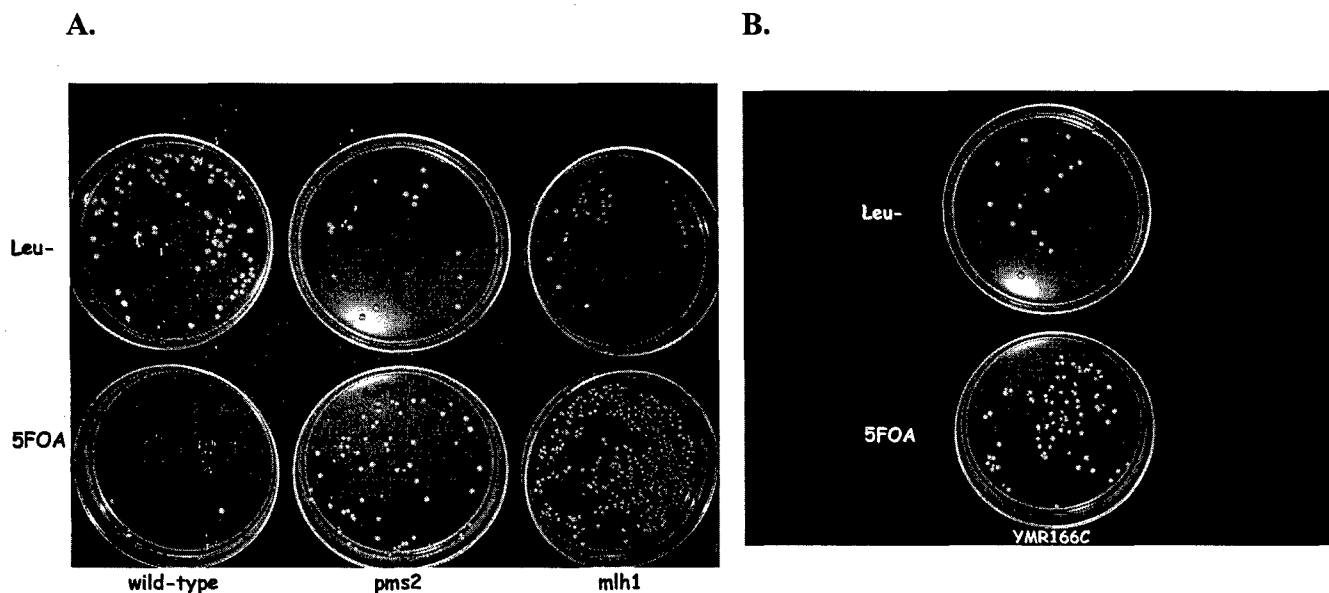 A.
B.
Leu-
5FOA
wild-type pms2 mlh1
Leu-
5FOA
YMR166C